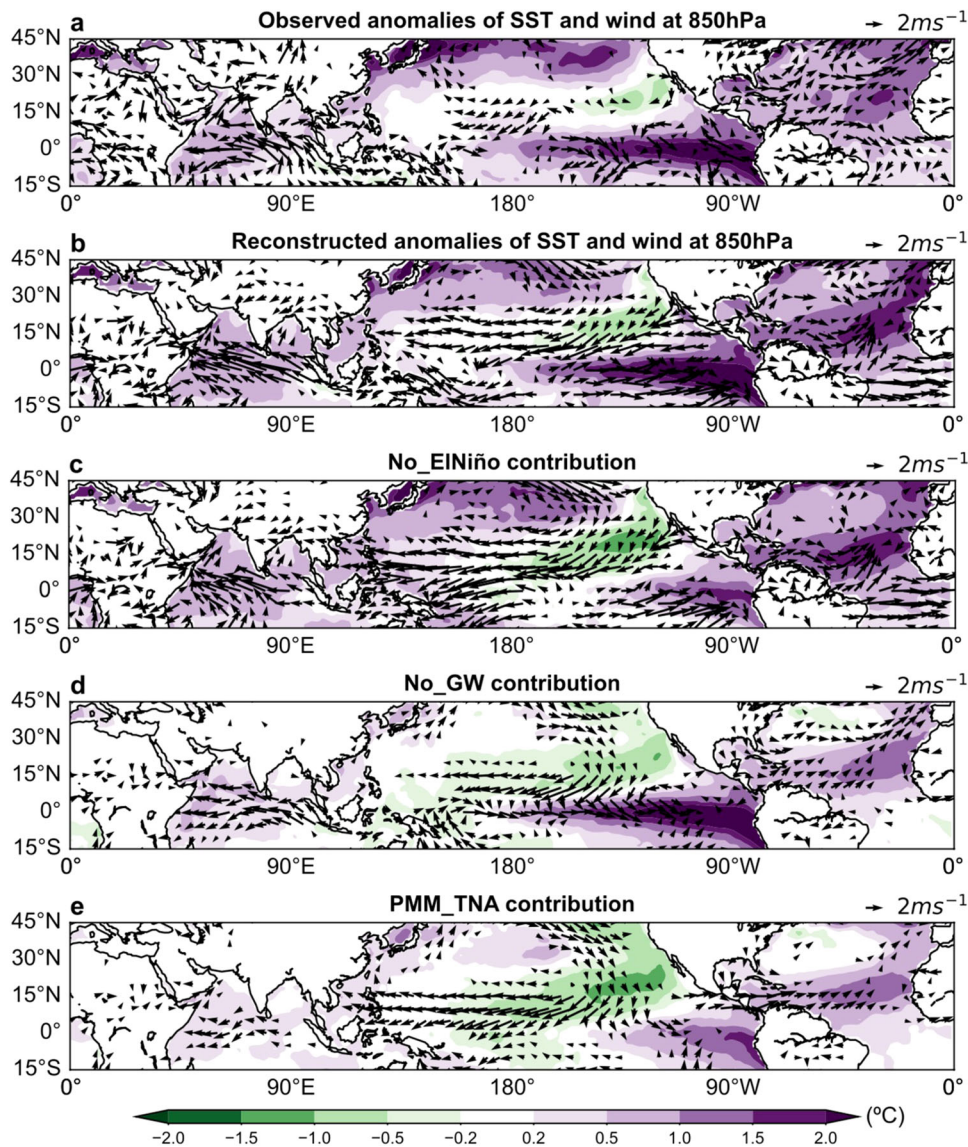 a Observed anomalies of SST and wind at 850hPa 2ms⁻¹
45°N
30°N
15°N
0°
15°S
0° 90°E 180° 90°W 0°
b Reconstructed anomalies of SST and wind at 850hPa 2ms⁻¹
45°N
30°N
15°N
0°
15°S
0° 90°E 180° 90°W 0°
c No_ElNiño contribution 2ms⁻¹
45°N
30°N
15°N
0°
15°S
0° 90°E 180° 90°W 0°
d No_GW contribution 2ms⁻¹
45°N
30°N
15°N
0°
15°S
0° 90°E 180° 90°W 0°
e PMM_TNA contribution 2ms⁻¹
45°N
30°N
15°N
0°
15°S
0° 90°E 180° 90°W 0°
(ºC)
−2.0 −1.5 −1.0 −0.5 −0.2 0.2 0.5 1.0 1.5 2.0